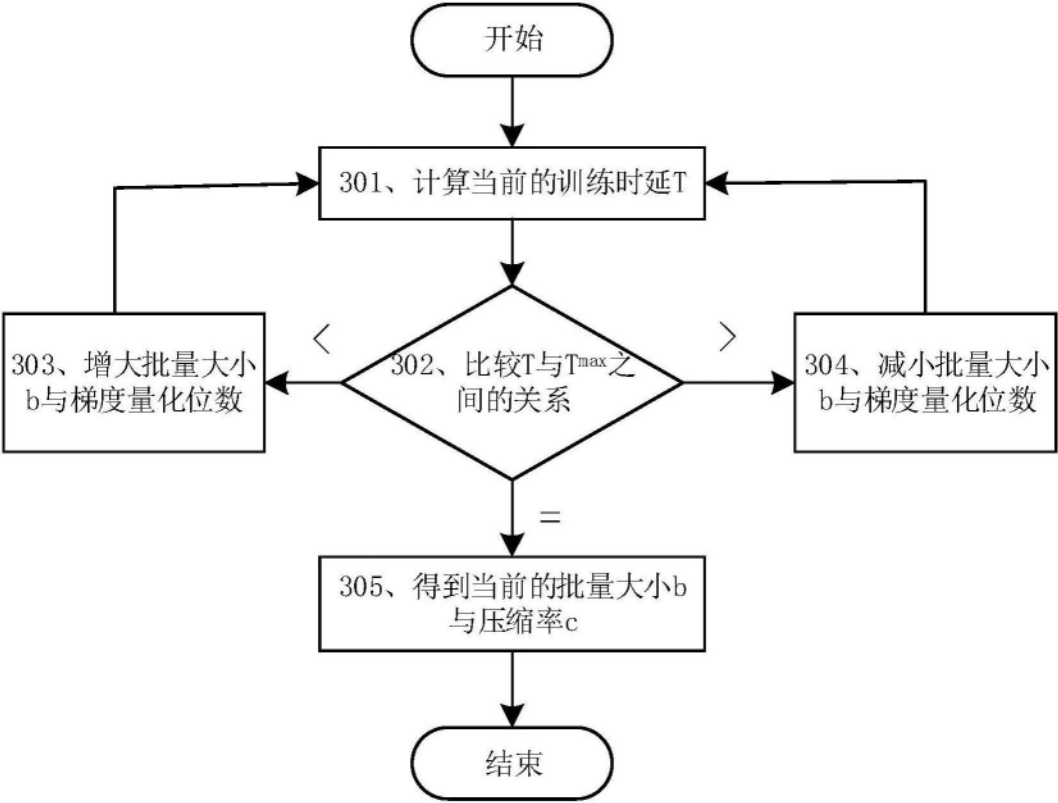 开始
301、计算当前的训练时延T
<
>
303、增大批量大小
b与梯度量化位数
302、比较T与Tmax之
间的关系
304、减小批量大小
b与梯度量化位数
=
305、得到当前的批量大小b
与压缩率c
结束